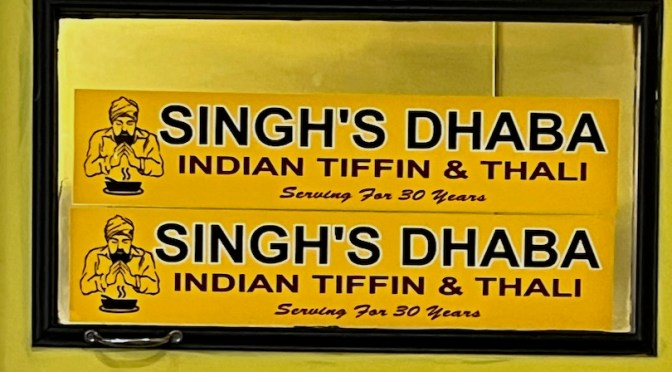 SINGH'S DHABA
INDIAN TIFFIN & THALI
Serving For 30 Years
SINGH'S DHABA
INDIAN TIFFIN & THALI
Serving For 30 Years